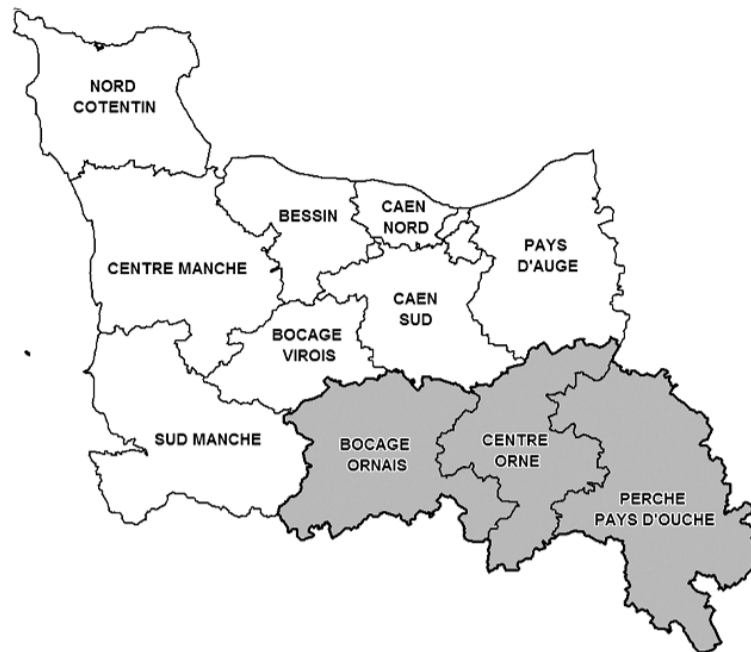 NORD
COTENTIN
BESSIN
CAEN
NORD
PAYS
D'AUGE
CENTRE MANCHE
CAEN
SUD
BOCAGE
VIROIS
SUD MANCHE
BOCAGE
ORNAIS
CENTRE
ORNE
PERCHE
PAYS D'OUCHE